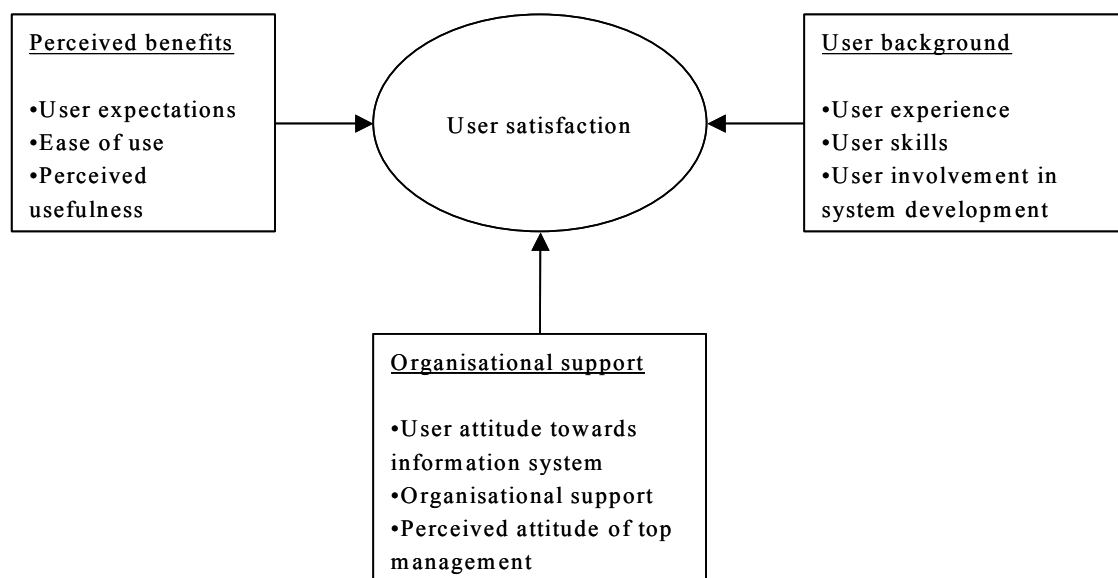 Perceived benefits
•User expectations
•Ease of use
•Perceived
usefulness
User satisfaction
User background
•User experience
•User skills
•User involvement in
system development
Organisational support
•User attitude towards
information system
•Organisational support
•Perceived attitude of top
management